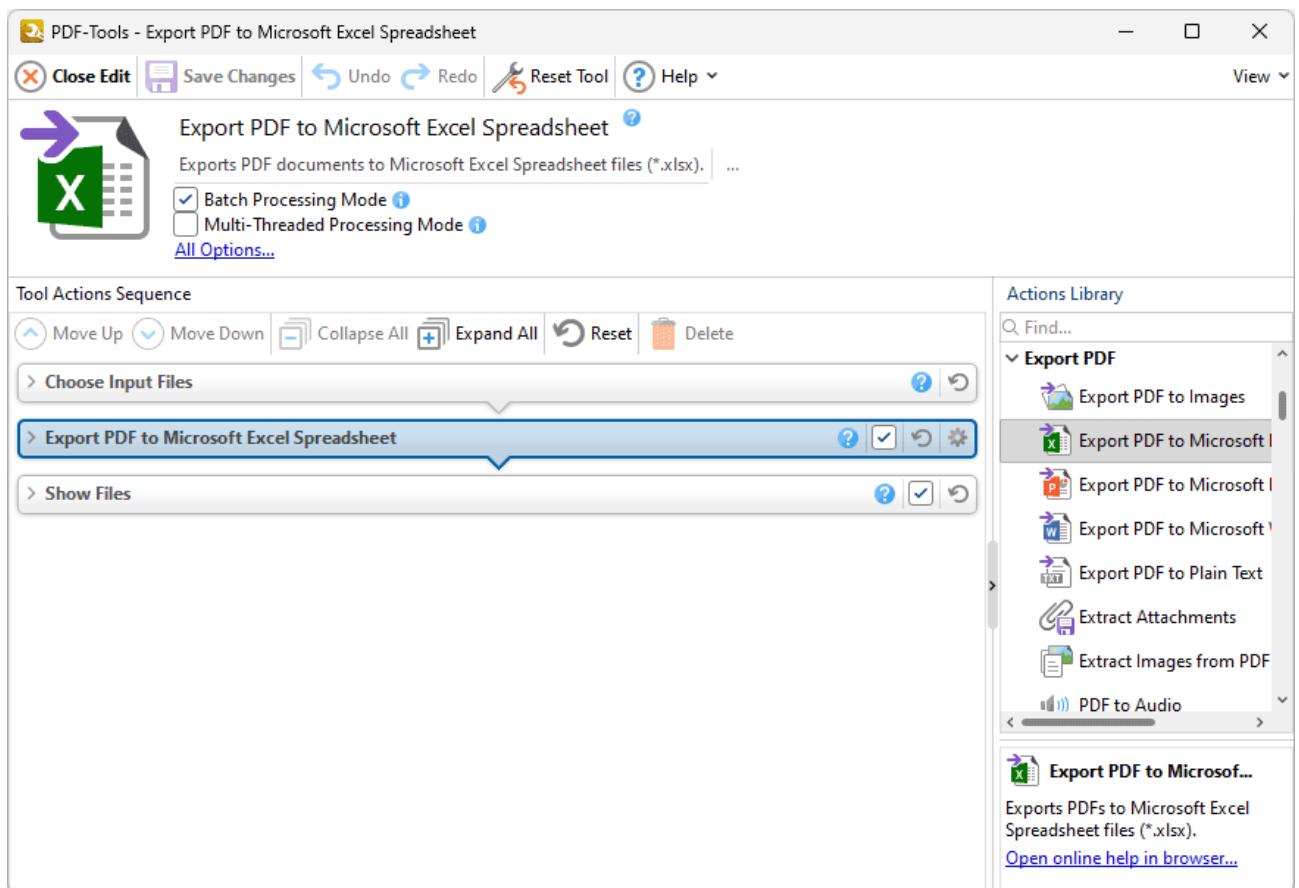 PDF-Tools - Export PDF to Microsoft Excel Spreadsheet
Close Edit Save Changes Undo Redo Reset Tool Help View
Export PDF to Microsoft Excel Spreadsheet
Exports PDF documents to Microsoft Excel Spreadsheet files (*.xlsx). ...
Batch Processing Mode
Multi-Threaded Processing Mode
All Options...
Tool Actions Sequence
Move Up Move Down Collapse All Expand All Reset Delete
Choose Input Files
Export PDF to Microsoft Excel Spreadsheet
Show Files
Actions Library
Find...
Export PDF
Export PDF to Images
Export PDF to Microsoft
Export PDF to Microsoft
Export PDF to Microsoft
Export PDF to Plain Text
Extract Attachments
Extract Images from PDF
PDF to Audio
Export PDF to Microsof...
Exports PDFs to Microsoft Excel
Spreadsheet files (*.xlsx).
Open online help in browser...